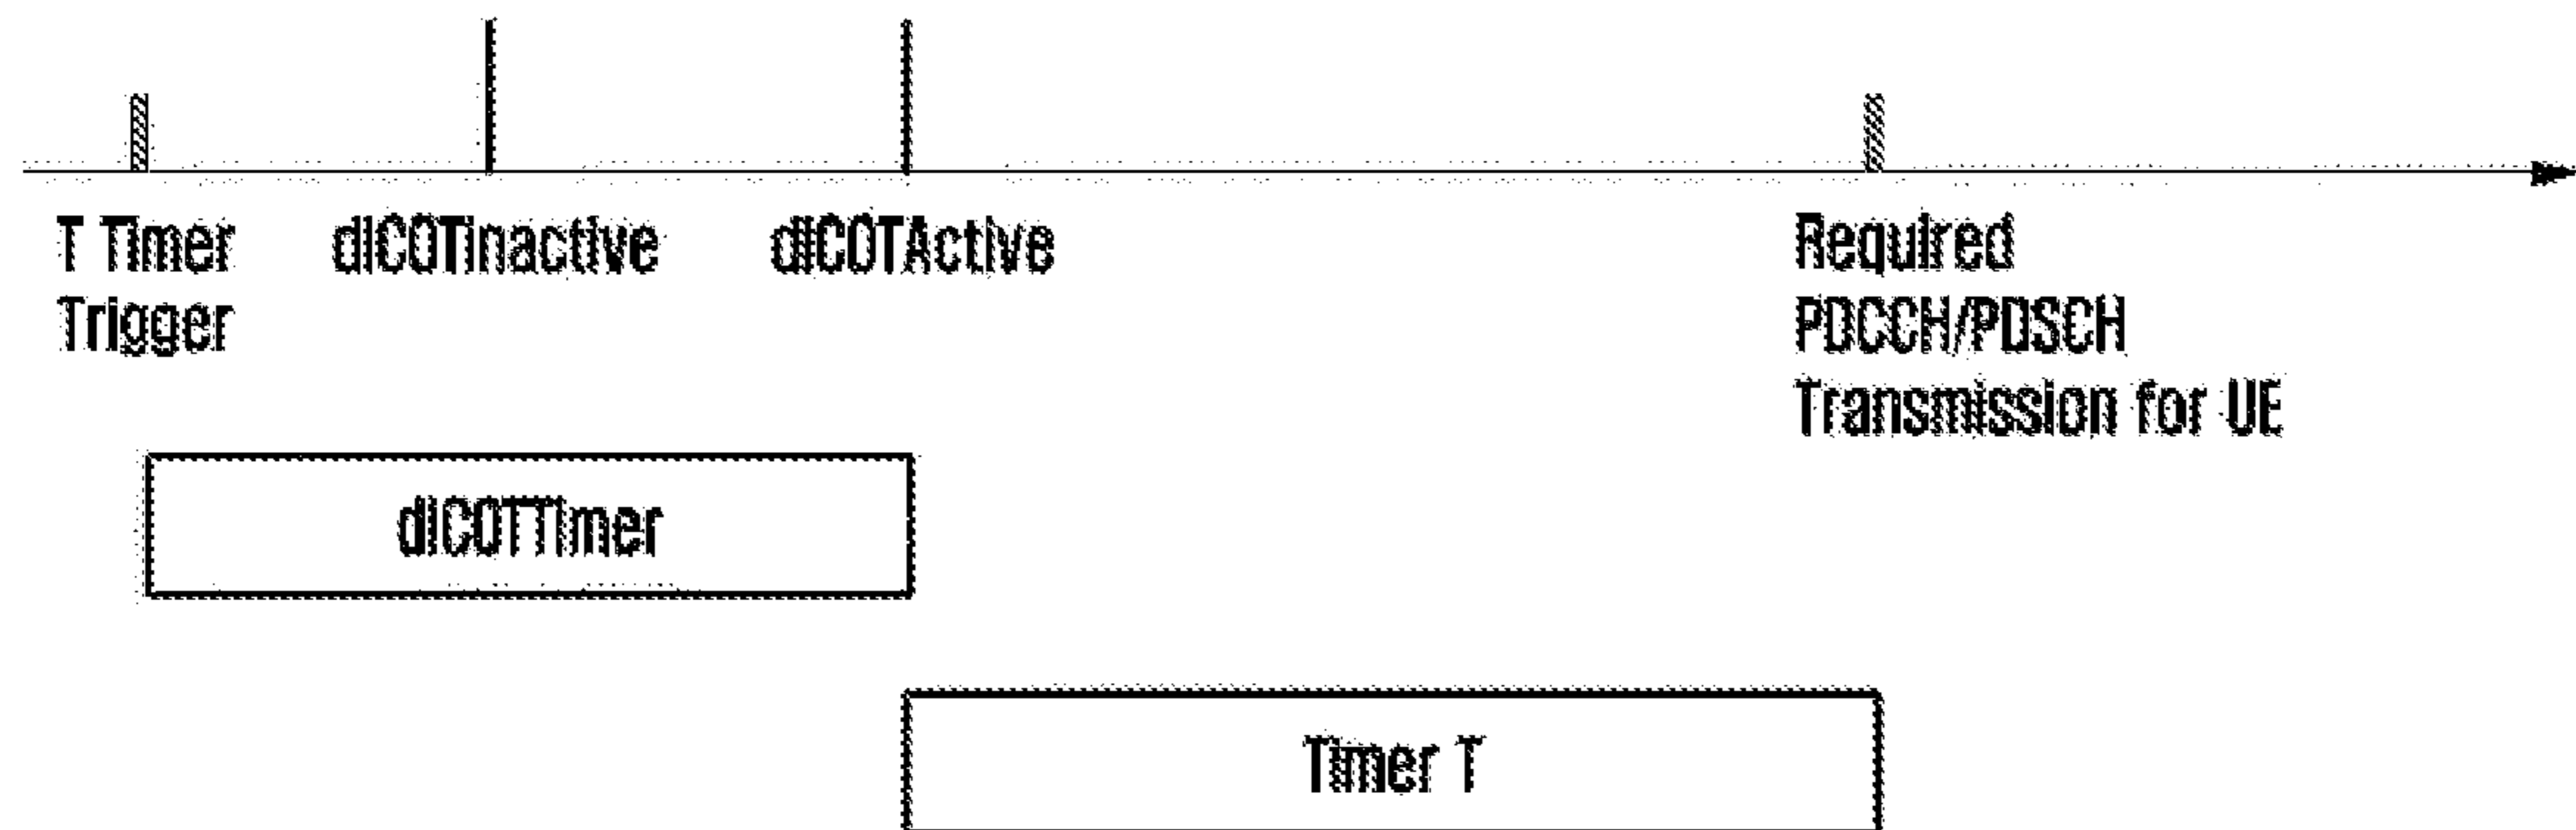 T Timer
Trigger
dlCOTinactive
dlCOTActive
Required
PDCCH/PDSCH
Transmission for UE
dlCOTTimer
Timer T